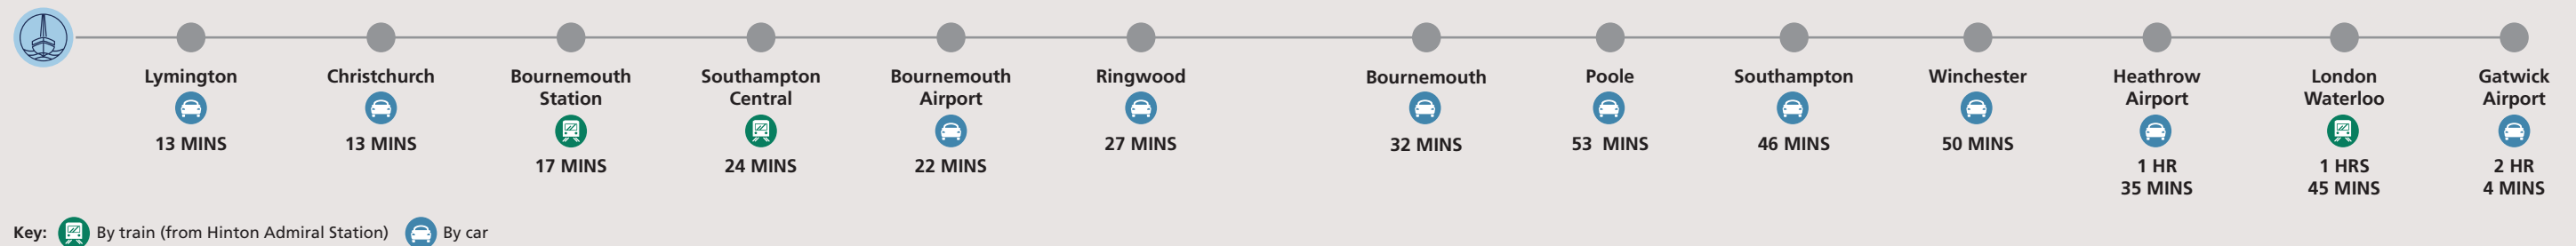 Lymington
13 MINS
Christchurch
13 MINS
Bournemouth
Station
17 MINS
Southampton
Central
24 MINS
Bournemouth
Airport
22 MINS
Ringwood
27 MINS
Bournemouth
32 MINS
Poole
53 MINS
Southampton
46 MINS
Winchester
50 MINS
Heathrow
Airport
1 HR
35 MINS
London
Waterloo
1 HRS
45 MINS
Gatwick
Airport
2 HR
4 MINS
Key: By train (from Hinton Admiral Station) By car